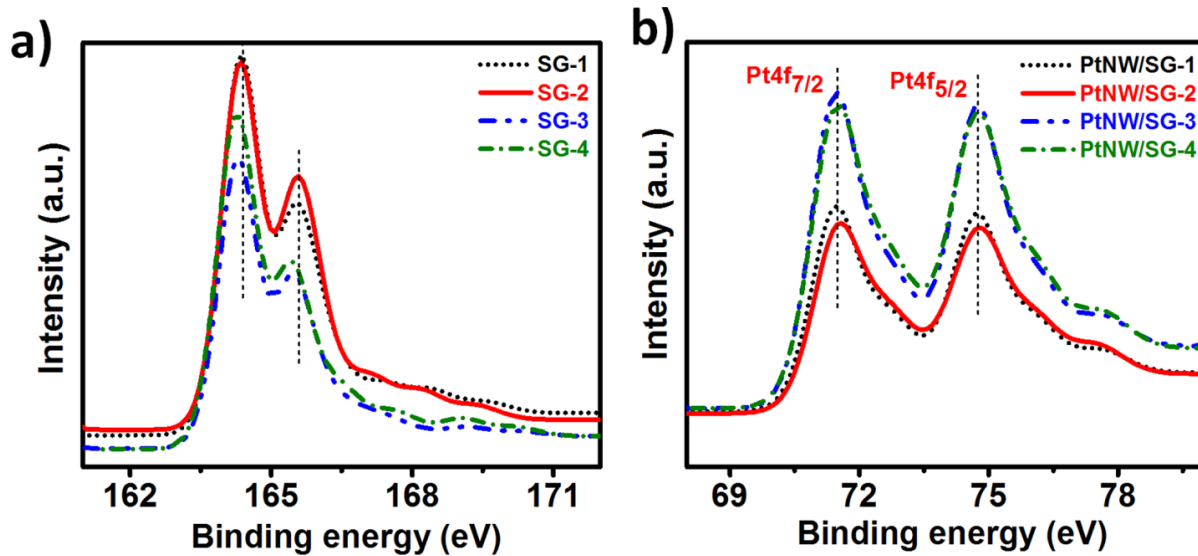 a)
SG-1
SG-2
SG-3
SG-4
Intensity (a.u.)
162
165
168
171
Binding energy (eV)
b)
Pt4f7/2
Pt4f5/2
PtNW/SG-1
PtNW/SG-2
PtNW/SG-3
PtNW/SG-4
Intensity (a.u.)
69
72
75
78
Binding energy (eV)